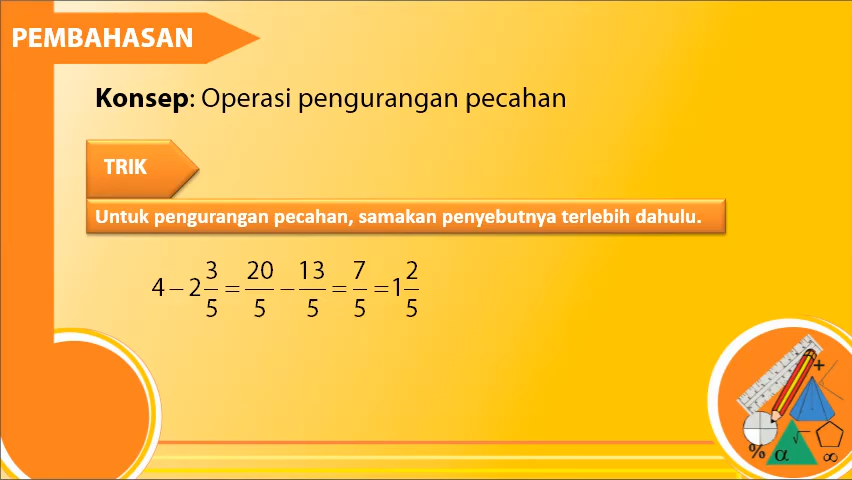 PEMBAHASAN
Konsep: Operasi pengurangan pecahan
TRIK
Untuk pengurangan pecahan, samakan penyebutnya terlebih dahulu.
4 − 2 3/5 = 20/5 − 13/5 = 7/5 = 1 2/5
+
√
% α ∞